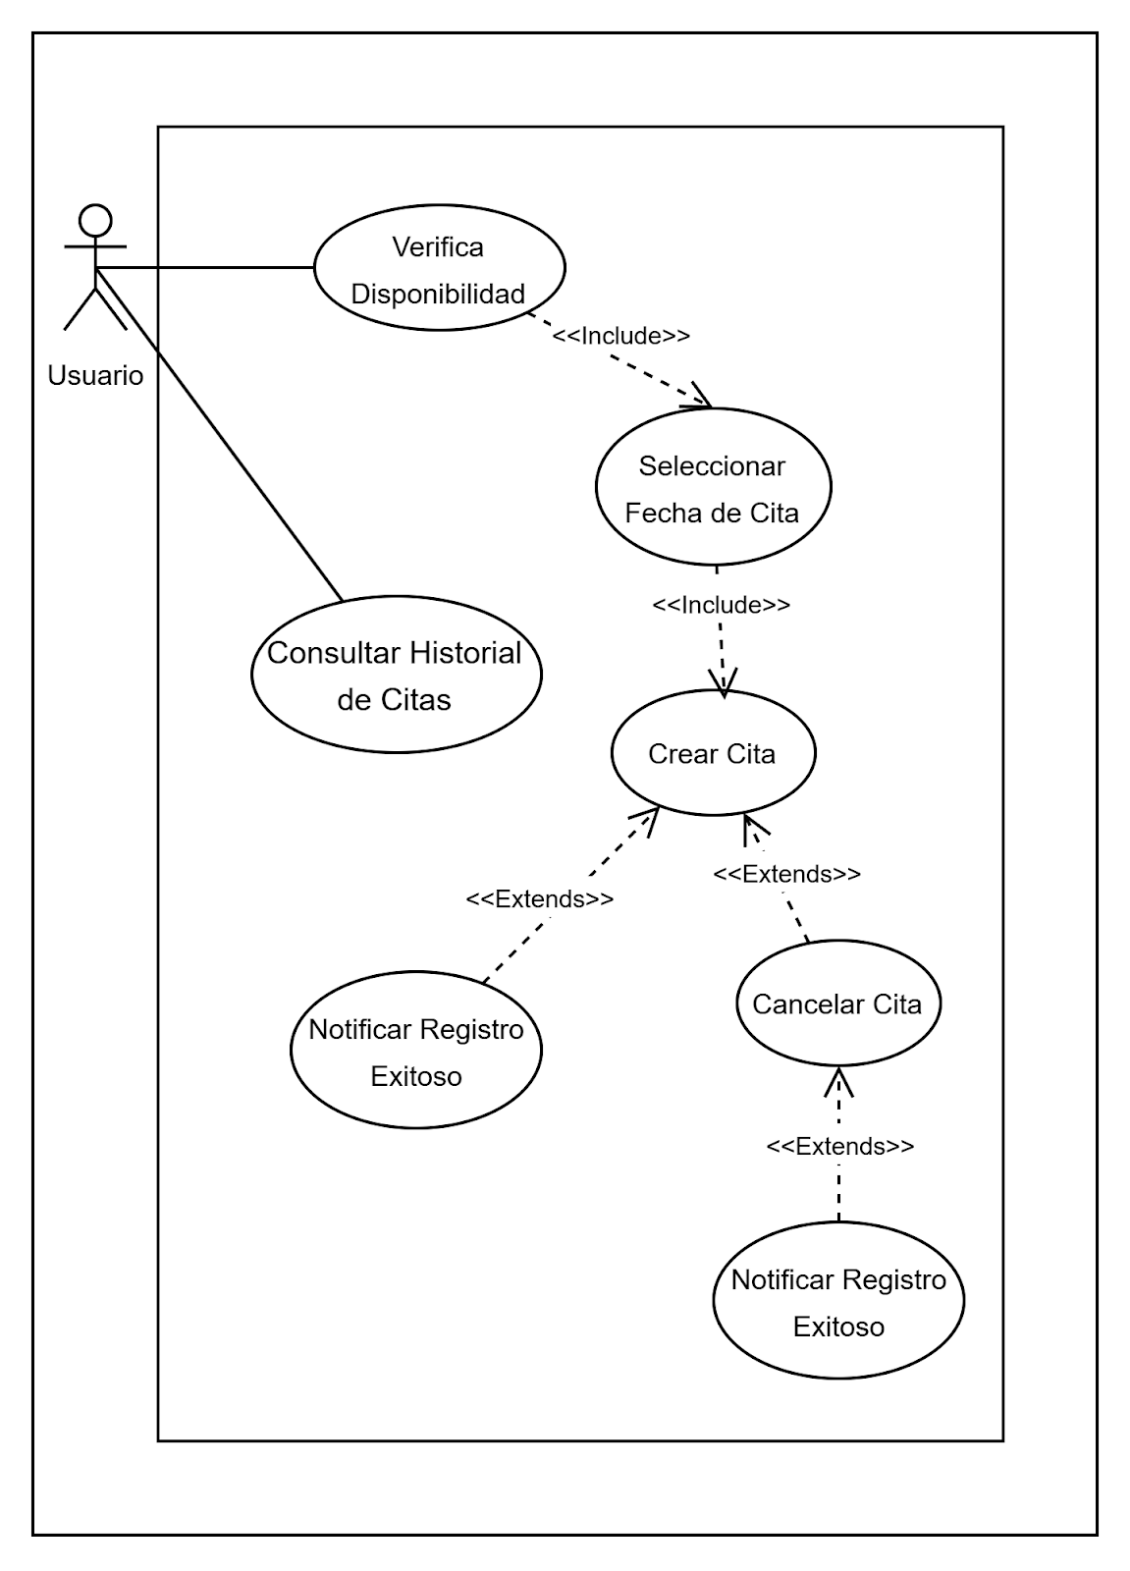 Verifica
Disponibilidad
<<Include>>
Usuario
Seleccionar
Fecha de Cita
<<Include>>
Consultar Historial
de Citas
Crear Cita
<<Extends>>
<<Extends>>
Cancelar Cita
Notificar Registro
Exitoso
<<Extends>>
Notificar Registro
Exitoso